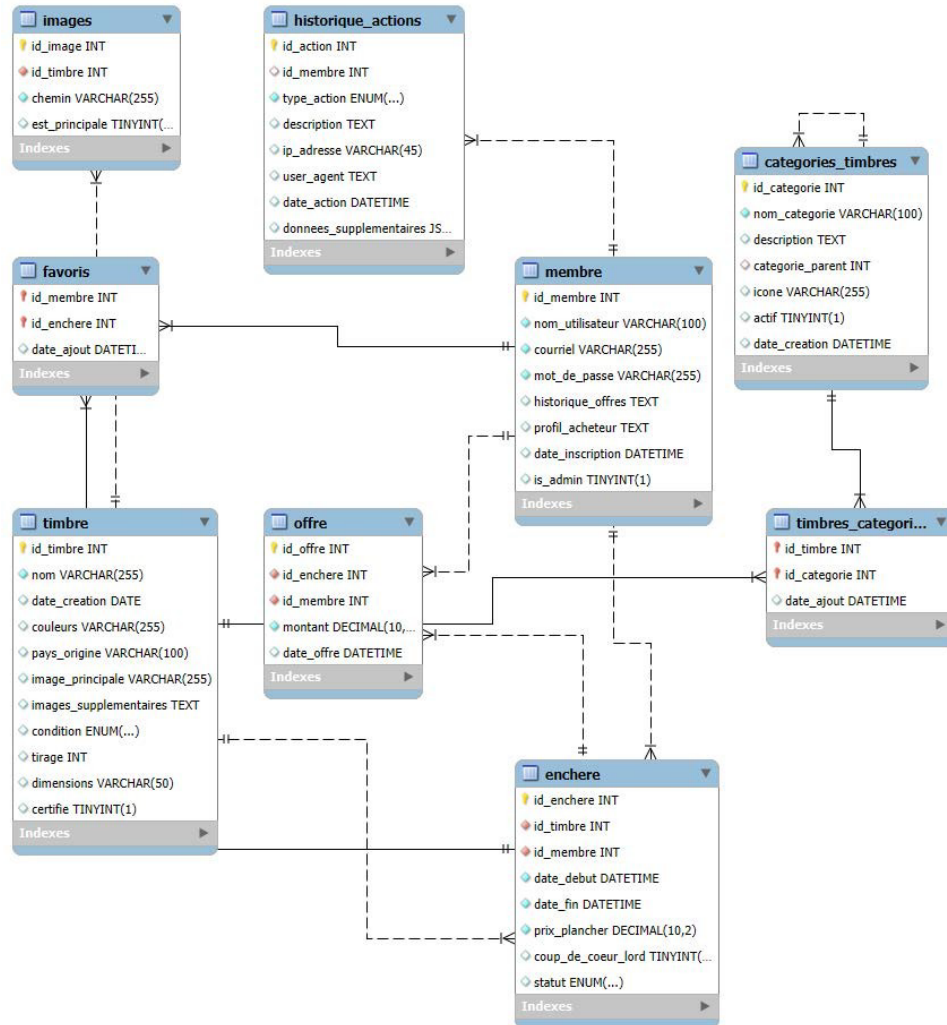 images
id_image INT
id_timbre INT
chemin VARCHAR(255)
est_principale TINYINT(...
Indexes
historique_actions
id_action INT
id_membre INT
type_action ENUM(...)
description TEXT
ip_adresse VARCHAR(45)
user_agent TEXT
date_action DATETIME
donnees_supplementaires JS...
Indexes
categories_timbres
id_categorie INT
nom_categorie VARCHAR(100)
description TEXT
categorie_parent INT
icone VARCHAR(255)
actif TINYINT(1)
date_creation DATETIME
Indexes
favoris
id_membre INT
id_enchere INT
date_ajout DATETI...
Indexes
membre
id_membre INT
nom_utilisateur VARCHAR(100)
courriel VARCHAR(255)
mot_de_passe VARCHAR(255)
historique_offres TEXT
profil_acheteur TEXT
date_inscription DATETIME
is_admin TINYINT(1)
Indexes
timbre
id_timbre INT
nom VARCHAR(255)
date_creation DATE
couleurs VARCHAR(255)
pays_origine VARCHAR(100)
image_principale VARCHAR(255)
images_supplementaires TEXT
condition ENUM(...)
tirage INT
dimensions VARCHAR(50)
certifie TINYINT(1)
Indexes
offre
id_offre INT
id_enchere INT
id_membre INT
montant DECIMAL(10,...
date_offre DATETIME
Indexes
timbres_categori...
id_timbre INT
id_categorie INT
date_ajout DATETIME
Indexes
enchere
id_enchere INT
id_timbre INT
id_membre INT
date_debut DATETIME
date_fin DATETIME
prix_plancher DECIMAL(10,2)
coup_de_coeur_lord TINYINT(...
statut ENUM(...)
Indexes